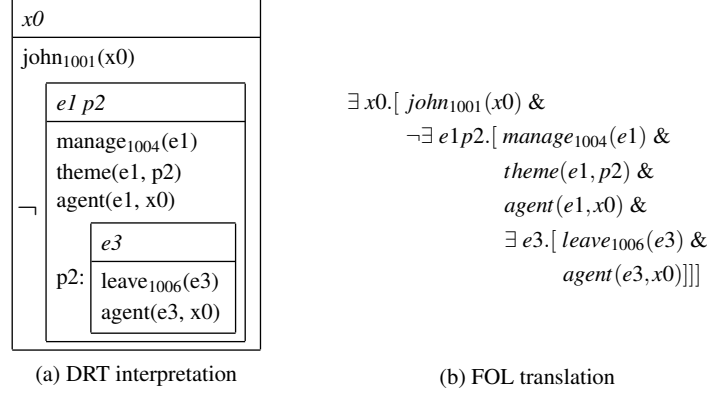 x0
john1001(x0)
¬
e1 p2
manage1004(e1)
theme(e1, p2)
agent(e1, x0)
p2:
e3
leave1006(e3)
agent(e3, x0)
(a) DRT interpretation
∃ x0.[ john1001(x0) &
¬∃ e1p2.[ manage1004(e1) &
theme(e1, p2) &
agent(e1,x0) &
∃ e3.[ leave1006(e3) &
agent(e3,x0)]]]
(b) FOL translation